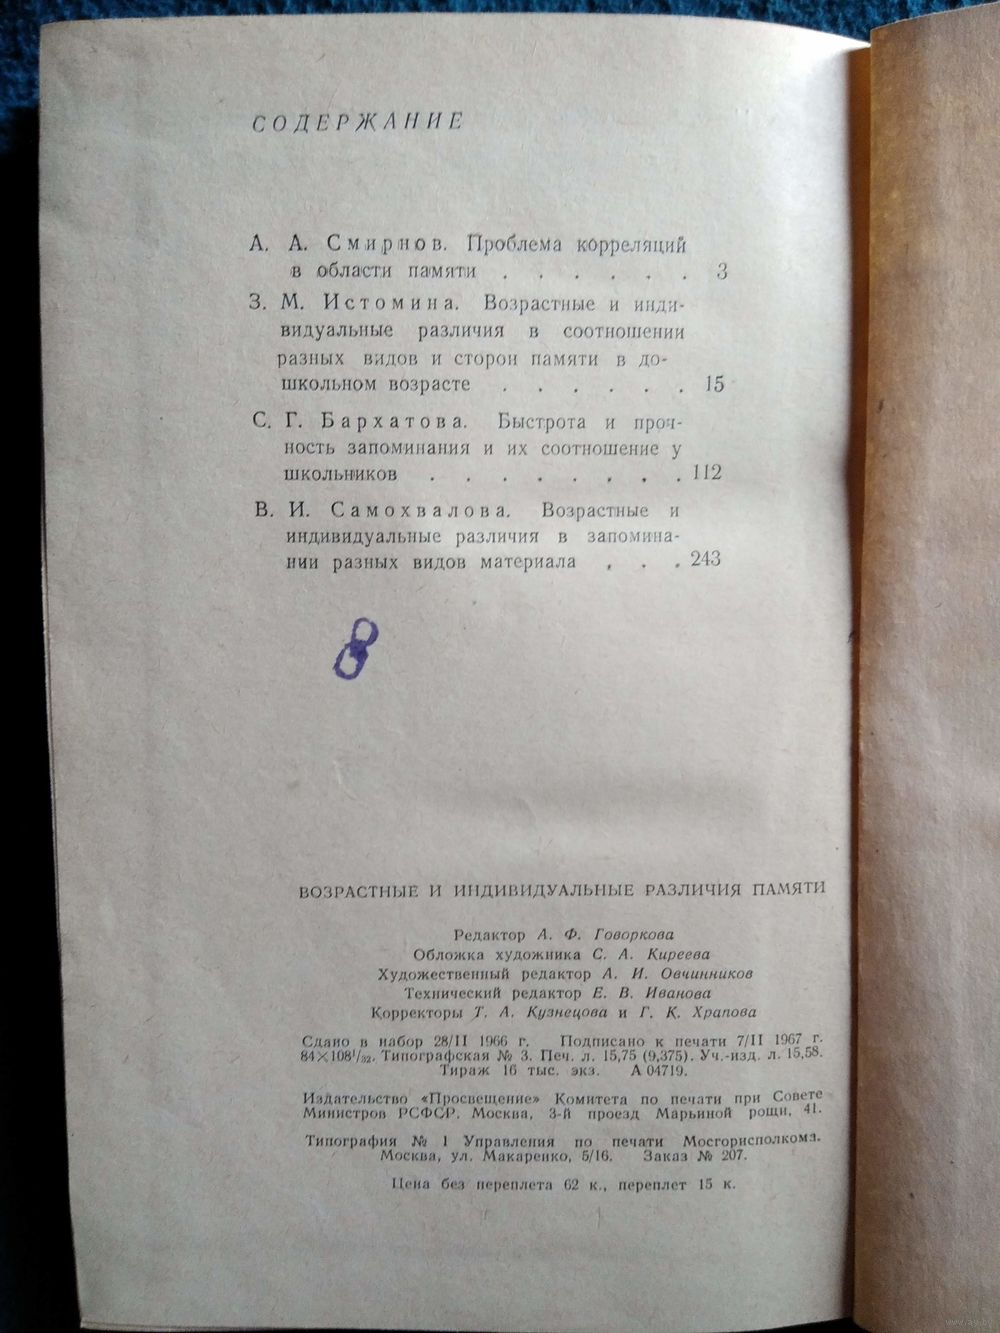 СОДЕРЖАНИЕ
А. А. Смирнов. Проблема корреляций
в области памяти . . . . . . 3
З. М. Истомина. Возрастные и инди-
видуальные различия в соотношении
разных видов и сторон памяти в до-
школьном возрасте . . . . . . 15
С. Г. Бархатова. Быстрота и проч-
ность запоминания и их соотношение у
школьников . . . . . . . . 112
В. И. Самохвалова. Возрастные и
индивидуальные различия в запомина-
нии разных видов материала . . . 243
8
ВОЗРАСТНЫЕ И ИНДИВИДУАЛЬНЫЕ РАЗЛИЧИЯ ПАМЯТИ
Редактор А. Ф. Говоркова
Обложка художника С. А. Киреева
Художественный редактор А. И. Овчинников
Технический редактор Е. В. Иванова
Корректоры Т. А. Кузнецова и Г. К. Храпова
Сдано в набор 28/II 1966 г. Подписано к печати 7/II 1967 г.
84×108¹/₃₂. Типографская № 3. Печ. л. 15,75 (9,375). Уч.-изд. л. 15,58.
Тираж 16 тыс. экз. А 04719.
Издательство «Просвещение» Комитета по печати при Совете
Министров РСФСР. Москва, 3-й проезд Марьиной рощи, 41.
Типография № 1 Управления по печати Мосгорисполкома.
Москва, ул. Макаренко, 5/16. Заказ № 207.
Цена без переплета 62 к., переплет 15 к.
www.ay.by